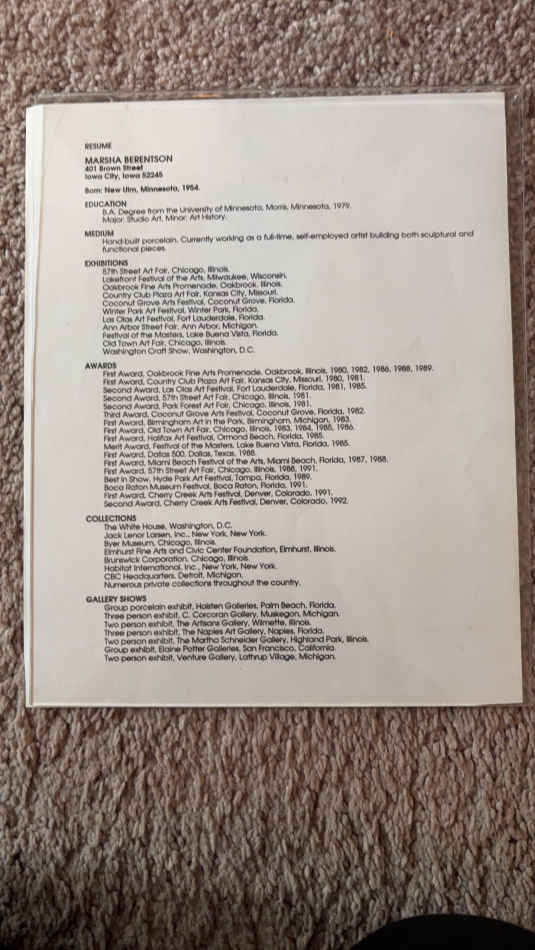 RESUME
MARSHA BERENTSON
401 Brown Street
Iowa City, Iowa 52245
Born: New Ulm, Minnesota, 1954.
EDUCATION
B.A. Degree from the University of Minnesota, Morris, Minnesota, 1979.
Major: Studio Art, Minor: Art History.
MEDIUM
Hand-built porcelain. Currently working as a full-time, self-employed artist building both sculptural and
functional pieces.
EXHIBITIONS
57th Street Art Fair, Chicago, Illinois.
Lakefront Festival of the Arts, Milwaukee, Wisconsin.
Oakbrook Fine Arts Promenade, Oakbrook, Illinois.
Country Club Plaza Art Fair, Kansas City, Missouri.
Coconut Grove Arts Festival, Coconut Grove, Florida.
Winter Park Art Festival, Winter Park, Florida.
Las Olas Art Festival, Fort Lauderdale, Florida.
Ann Arbor Street Fair, Ann Arbor, Michigan.
Festival of the Masters, Lake Buena Vista, Florida.
Old Town Art Fair, Chicago, Illinois.
Washington Craft Show, Washington, D.C.
AWARDS
First Award, Oakbrook Fine Arts Promenade, Oakbrook, Illinois, 1980, 1982, 1986, 1988, 1989.
First Award, Country Club Plaza Art Fair, Kansas City, Missouri, 1980, 1981.
Second Award, Las Olas Art Festival, Fort Lauderdale, Florida, 1981, 1985.
Second Award, 57th Street Art Fair, Chicago, Illinois, 1981.
Second Award, Park Forest Art Fair, Chicago, Illinois, 1981.
Third Award, Coconut Grove Arts Festival, Coconut Grove, Florida, 1982.
First Award, Birmingham Art in the Park, Birmingham, Michigan, 1983.
First Award, Old Town Art Fair, Chicago, Illinois, 1983, 1984, 1985, 1986.
First Award, Halifax Art Festival, Ormond Beach, Florida, 1985.
Merit Award, Festival of the Masters, Lake Buena Vista, Florida, 1985.
First Award, Dallas 500, Dallas, Texas, 1988.
First Award, Miami Beach Festival of the Arts, Miami Beach, Florida, 1987, 1988.
First Award, 57th Street Art Fair, Chicago, Illinois, 1988, 1991.
Best in Show, Hyde Park Art Festival, Tampa, Florida, 1989.
Boca Raton Museum Festival, Boca Raton, Florida, 1991.
First Award, Cherry Creek Arts Festival, Denver, Colorado, 1991.
Second Award, Cherry Creek Arts Festival, Denver, Colorado, 1992.
COLLECTIONS
The White House, Washington, D.C.
Jack Lenor Larsen, Inc., New York, New York.
Byer Museum, Chicago, Illinois.
Elmhurst Fine Arts and Civic Center Foundation, Elmhurst, Illinois.
Brunswick Corporation, Chicago, Illinois.
Habitat International, Inc., New York, New York.
CBC Headquarters, Detroit, Michigan.
Numerous private collections throughout the country.
GALLERY SHOWS
Group porcelain exhibit, Holsten Galleries, Palm Beach, Florida.
Three person exhibit, C. Corcoran Gallery, Muskegon, Michigan.
Two person exhibit, The Artisans Gallery, Wilmette, Illinois.
Three person exhibit, The Naples Art Gallery, Naples, Florida.
Two person exhibit, The Martha Schneider Gallery, Highland Park, Illinois.
Group exhibit, Elaine Potter Galleries, San Francisco, California.
Two person exhibit, Venture Gallery, Lathrup Village, Michigan.